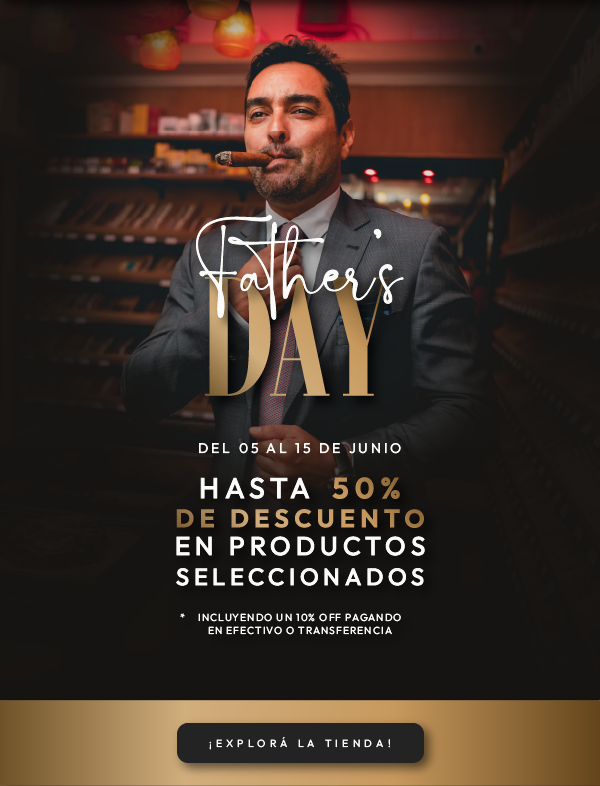 Father's
DAY
DEL 05 AL 15 DE JUNIO
HASTA 50%
DE DESCUENTO
EN PRODUCTOS
SELECCIONADOS
* INCLUYENDO UN 10% OFF PAGANDO
EN EFECTIVO O TRANSFERENCIA
¡EXPLORÁ LA TIENDA!